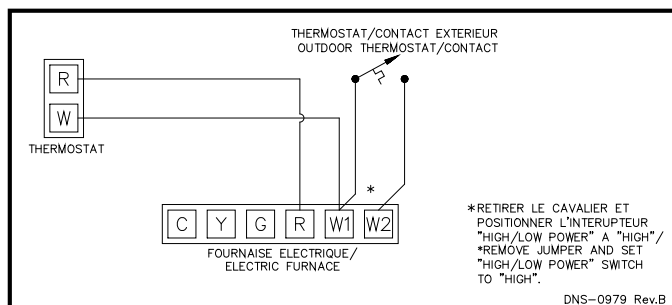 THERMOSTAT/CONTACT EXTERIEUR
OUTDOOR THERMOSTAT/CONTACT
R
W
THERMOSTAT
*
C Y G R W1 W2
FOURNAISE ELECTRIQUE/
ELECTRIC FURNACE
*RETIRER LE CAVALIER ET
POSITIONNER L'INTERUPTEUR
"HIGH/LOW POWER" A "HIGH"/
*REMOVE JUMPER AND SET
"HIGH/LOW POWER" SWITCH
TO "HIGH".
DNS-0979 Rev.B